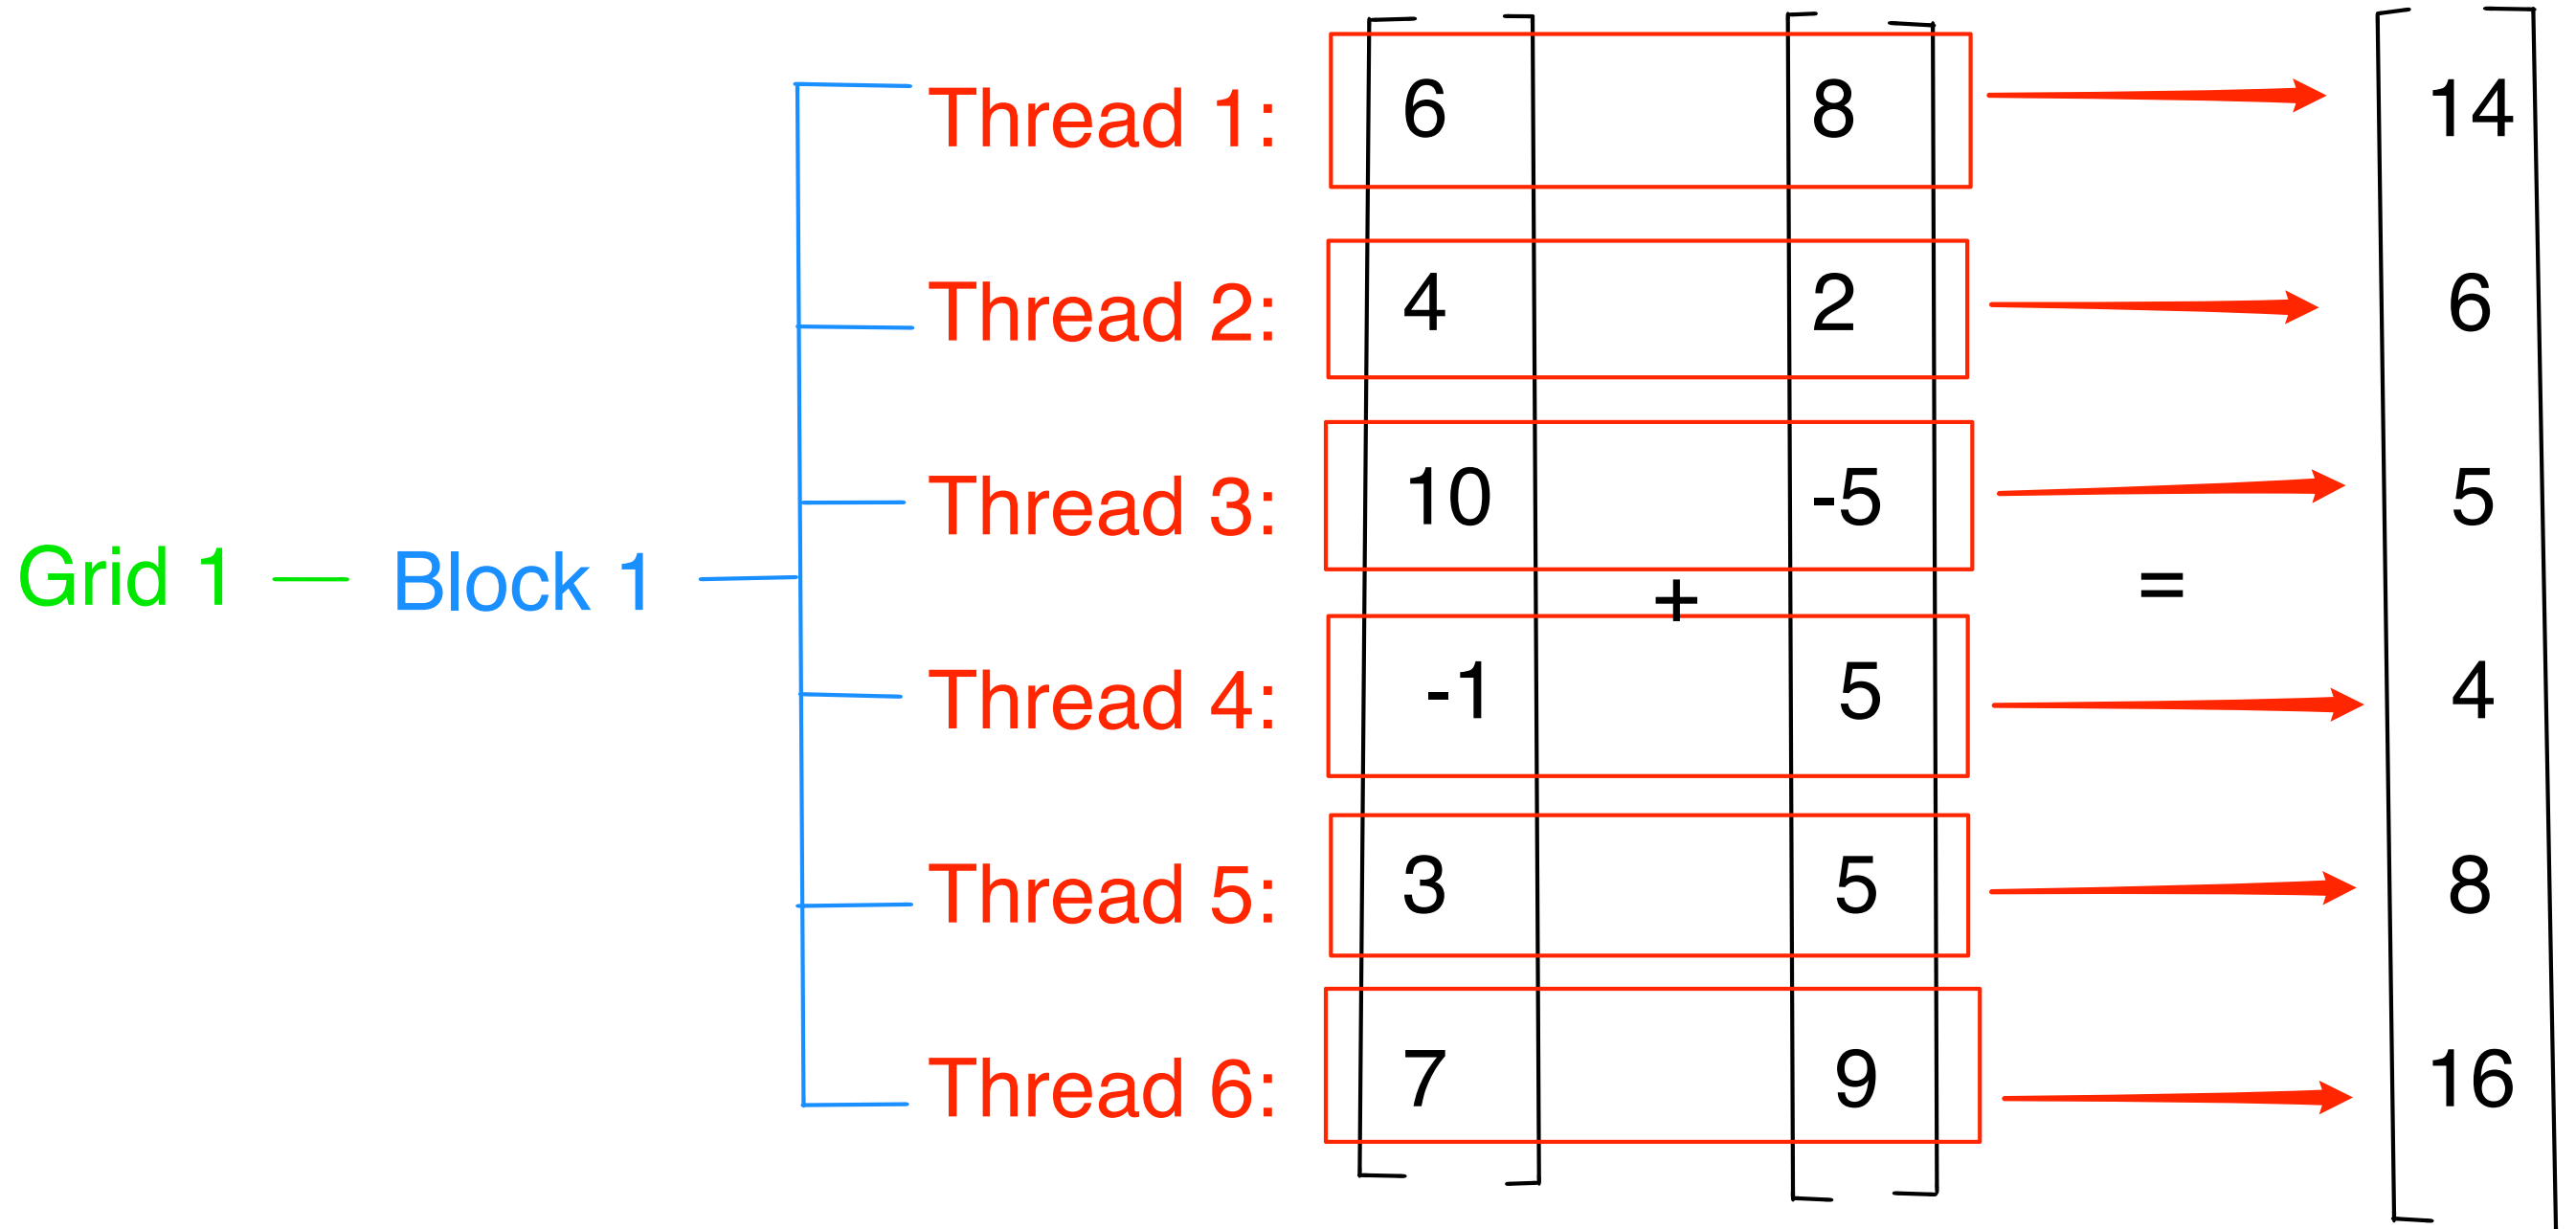 Thread 1: 6 8 14
Thread 2: 4 2 6
Thread 3: 10 -5 5
Grid 1 Block 1 + =
Thread 4: -1 5 4
Thread 5: 3 5 8
Thread 6: 7 9 16